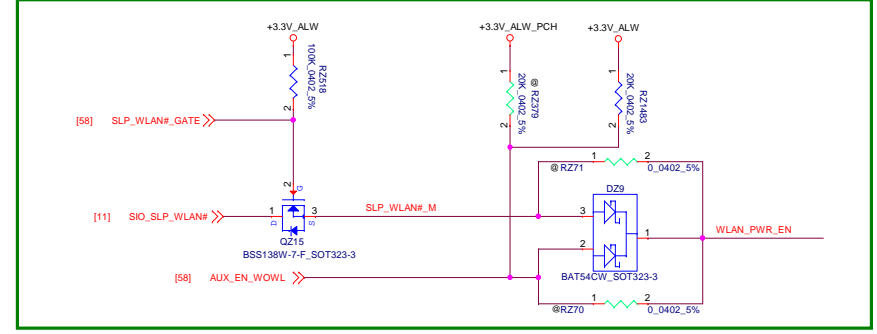 +3.3V_ALW
+3.3V_ALW_PCH
+3.3V_ALW
1
RZ518
100K_0402_5%
2
1
@ RZ379
20K_0402_5%
2
1
RZ1483
20K_0402_5%
2
[58] SLP_WLAN#_GATE
1 2
@RZ71 0_0402_5%
2 G
DZ9
[11] SIO_SLP_WLAN# 1 3 SLP_WLAN#_M 3
D S
1 WLAN_PWR_EN
QZ15
2
BSS138W-7-F_SOT323-3
[58] AUX_EN_WOWL
BAT54CW_SOT323-3
1 2
@RZ70 0_0402_5%